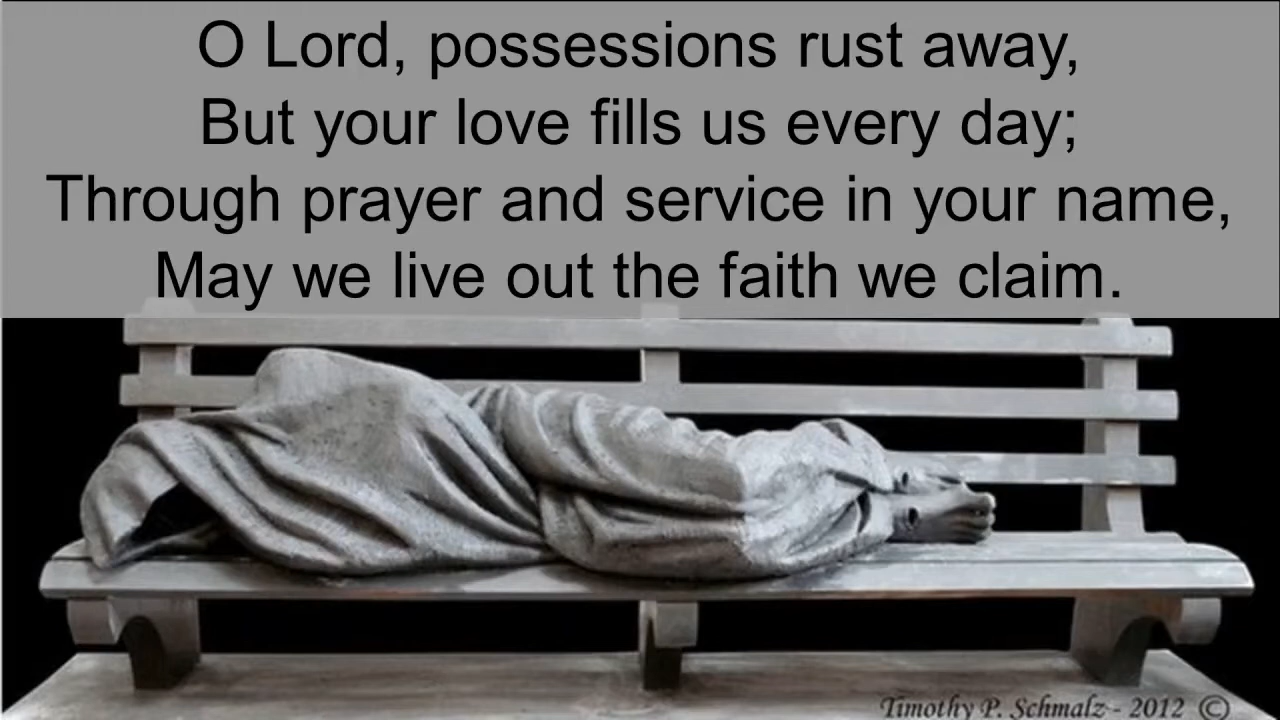 O Lord, possessions rust away,
But your love fills us every day;
Through prayer and service in your name,
May we live out the faith we claim.
Timothy P. Schmalz - 2012 ©